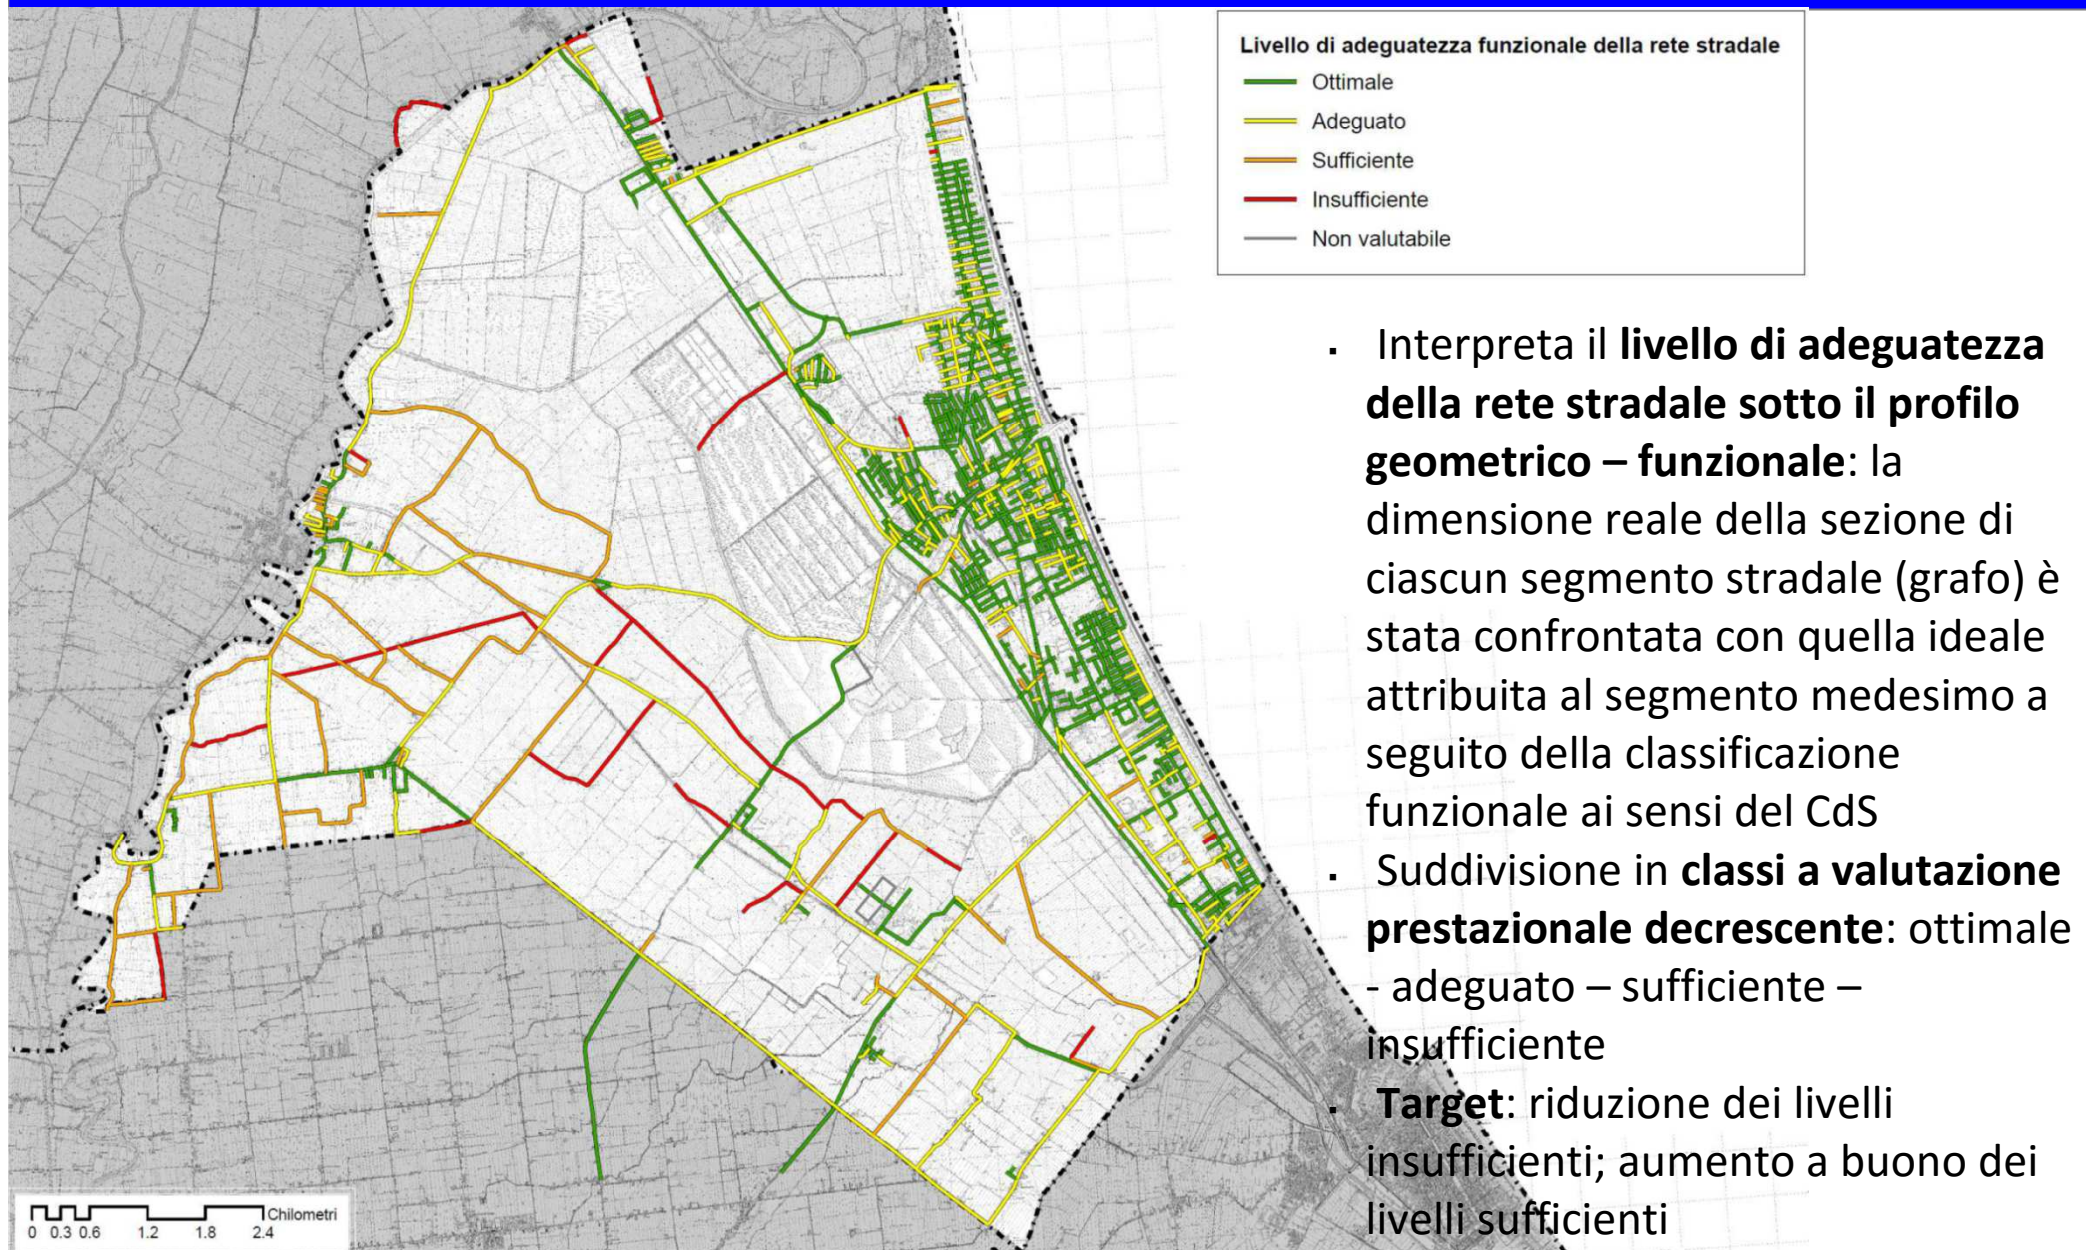 Livello di adeguatezza funzionale della rete stradale
Ottimale
Adeguato
Sufficiente
Insufficiente
Non valutabile
▪ Interpreta il livello di adeguatezza
della rete stradale sotto il profilo
geometrico – funzionale: la
dimensione reale della sezione di
ciascun segmento stradale (grafo) è
stata confrontata con quella ideale
attribuita al segmento medesimo a
seguito della classificazione
funzionale ai sensi del CdS
▪ Suddivisione in classi a valutazione
prestazionale decrescente: ottimale
- adeguato – sufficiente –
insufficiente
▪ Target: riduzione dei livelli
insufficienti; aumento a buono dei
livelli sufficienti
Chilometri
0 0.3 0.6 1.2 1.8 2.4